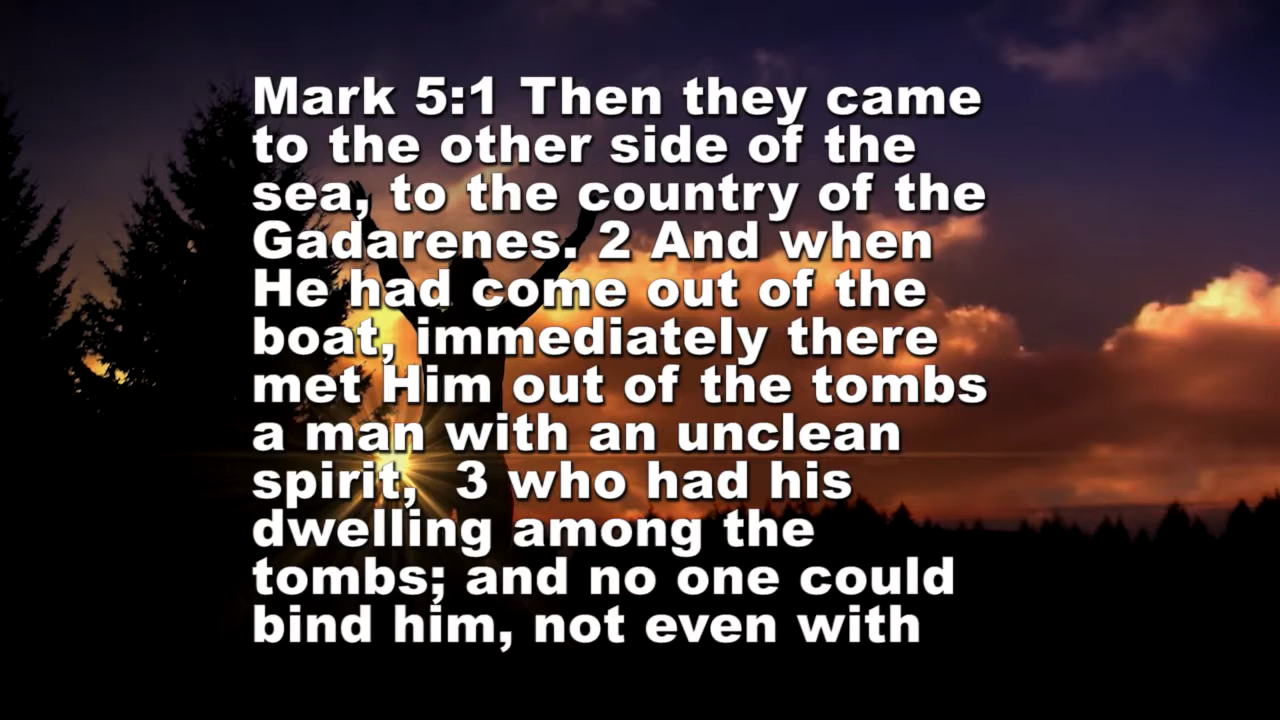 Mark 5:1 Then they came
to the other side of the
sea, to the country of the
Gadarenes. 2 And when
He had come out of the
boat, immediately there
met Him out of the tombs
a man with an unclean
spirit,  3 who had his
dwelling among the
tombs; and no one could
bind him, not even with